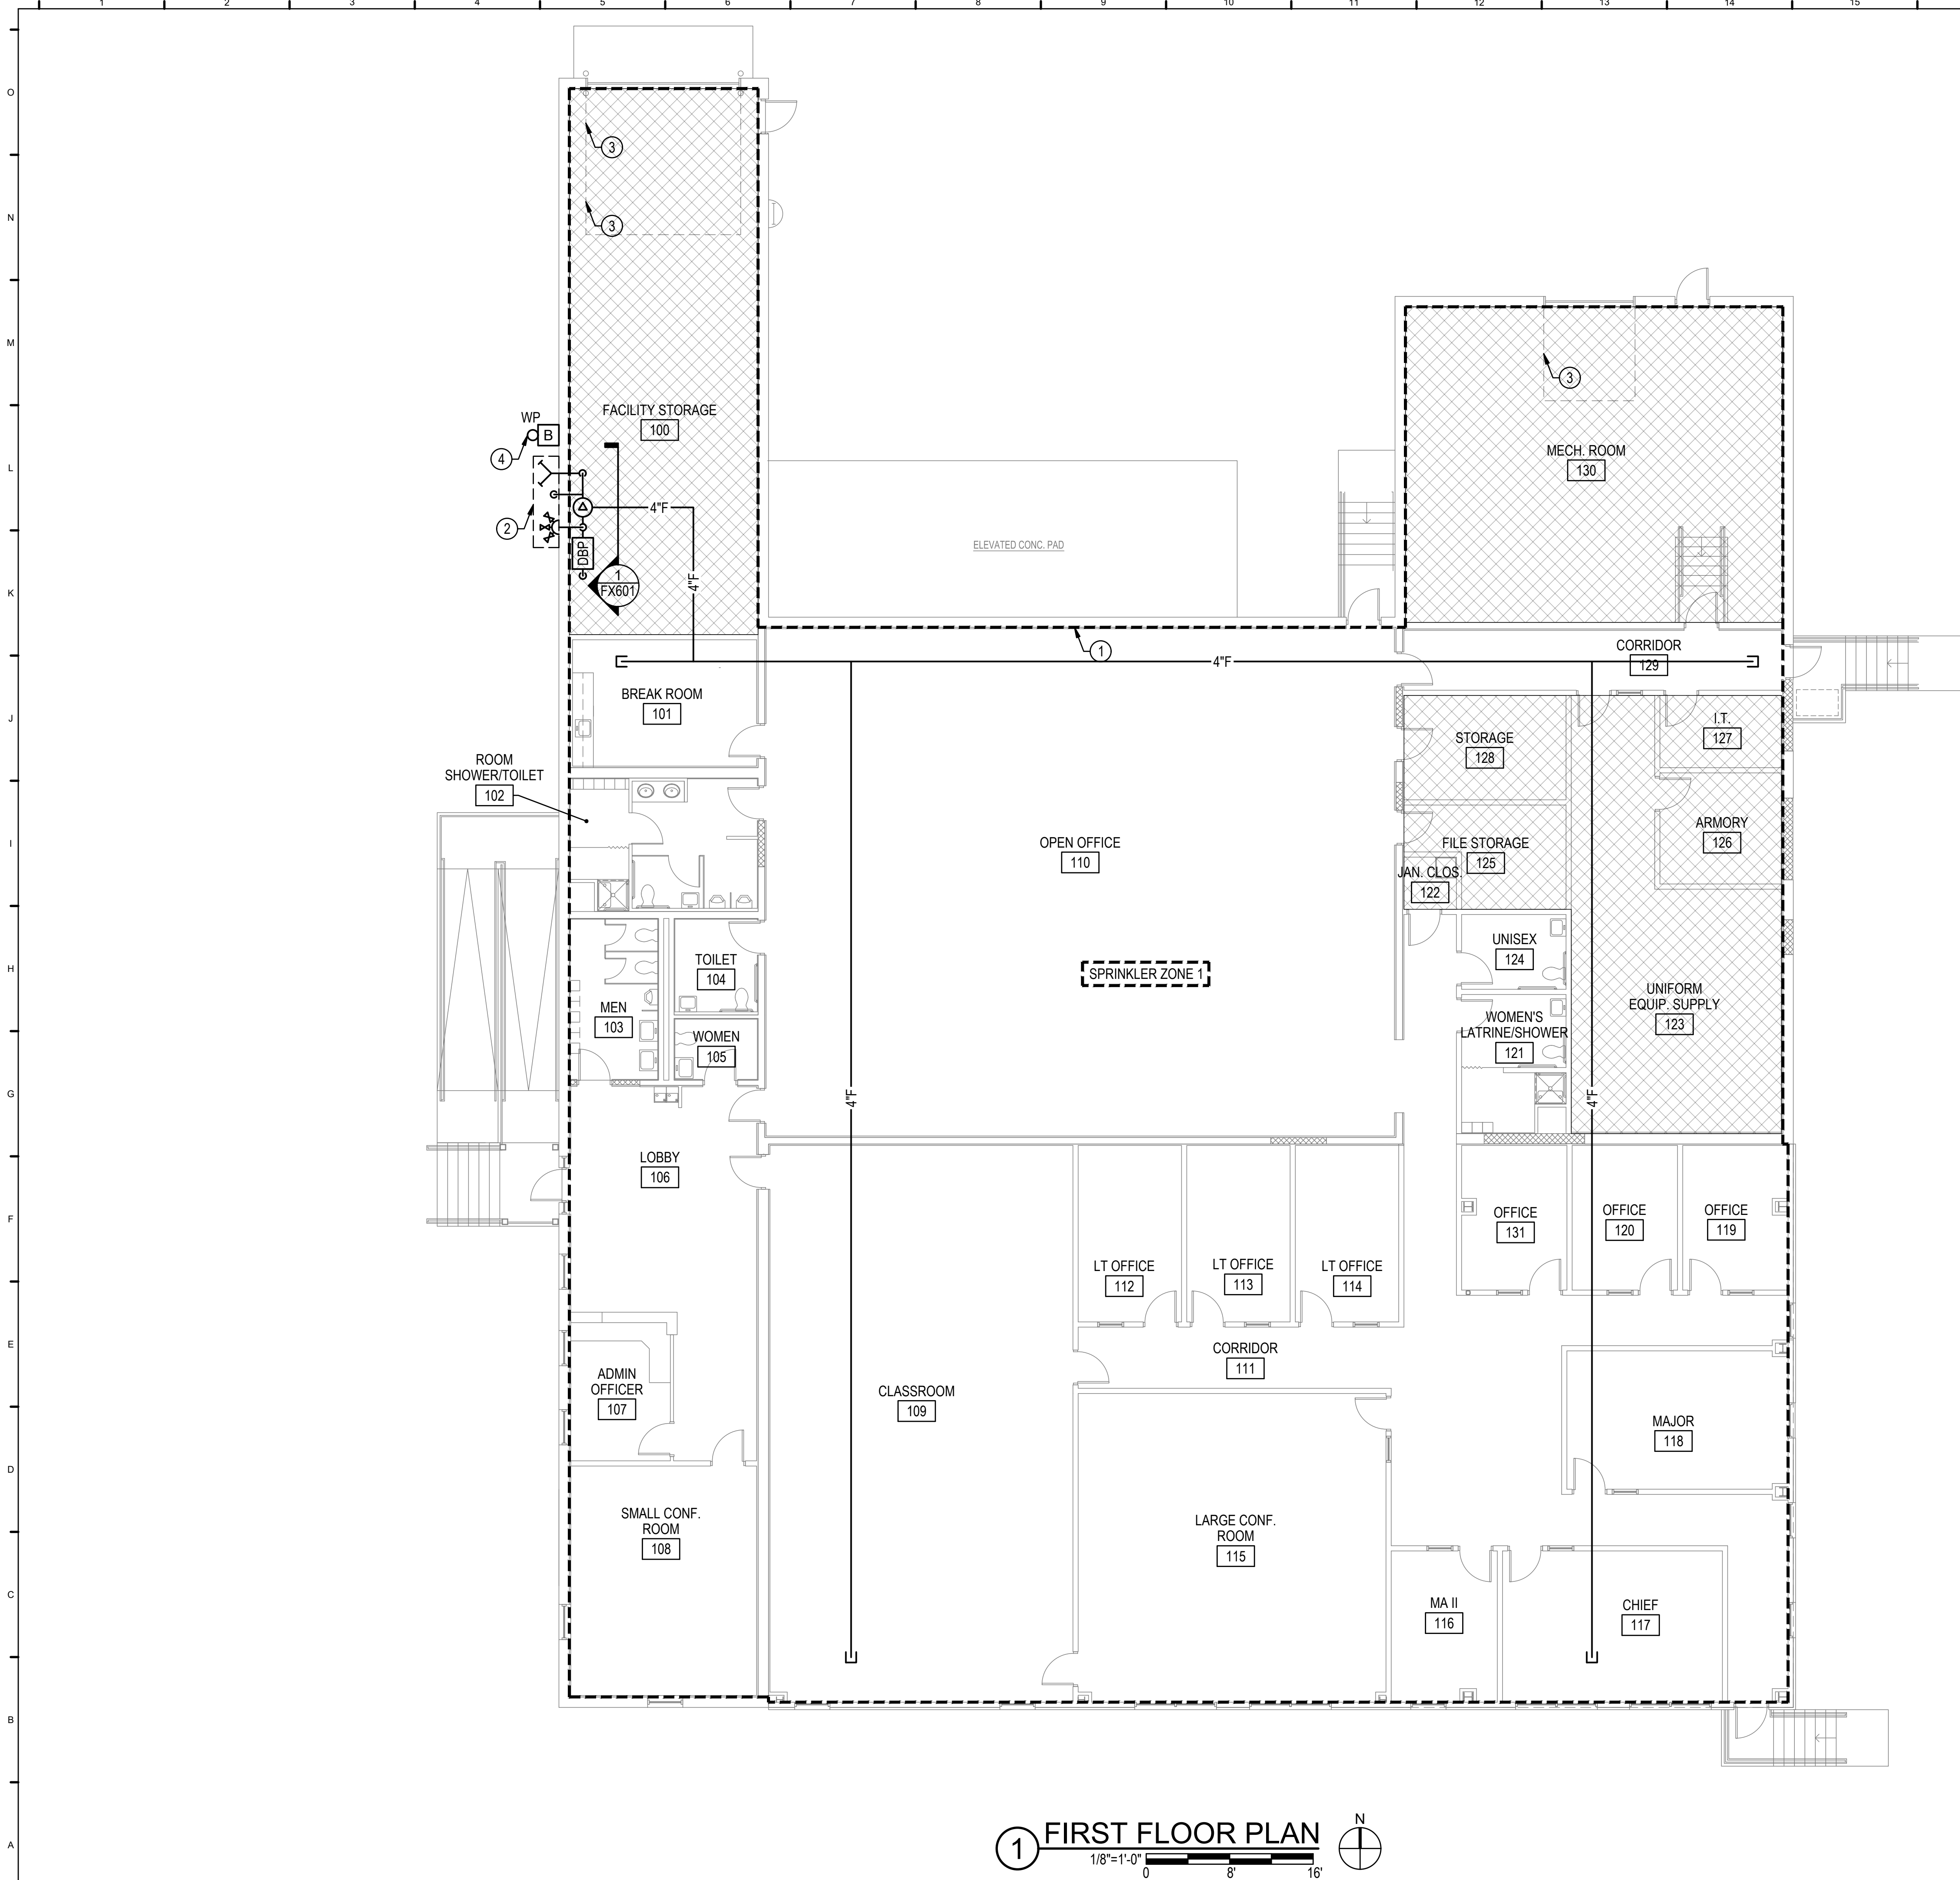 1 2 3 4 5 6 7 8 9 10 11 12 13 14 15
O
3
N
3
M
3
FACILITY STORAGE
100
WP
B
4
L
MECH. ROOM
130
2
4"F
DBP
ELEVATED CONC. PAD
1
FX601
4"F
K
1
4"F
CORRIDOR
129
BREAK ROOM
101
J
I.T.
127
STORAGE
128
ROOM
SHOWER/TOILET
102
I
OPEN OFFICE
110
FILE STORAGE
125
ARMORY
126
JAN. CLOS.
122
H
TOILET
104
SPRINKLER ZONE 1
UNISEX
124
UNIFORM
EQUIP. SUPPLY
123
MEN
103
WOMEN
105
WOMEN'S
LATRINE/SHOWER
121
G
4"F
4"F
LOBBY
106
F
OFFICE
131
OFFICE
120
OFFICE
119
LT OFFICE
112
LT OFFICE
113
LT OFFICE
114
E
CORRIDOR
111
ADMIN
OFFICER
107
CLASSROOM
109
MAJOR
118
D
SMALL CONF.
ROOM
108
LARGE CONF.
ROOM
115
C
MA II
116
CHIEF
117
B
A
1
FIRST FLOOR PLAN
N
1/8"=1'-0"
0 8' 16'